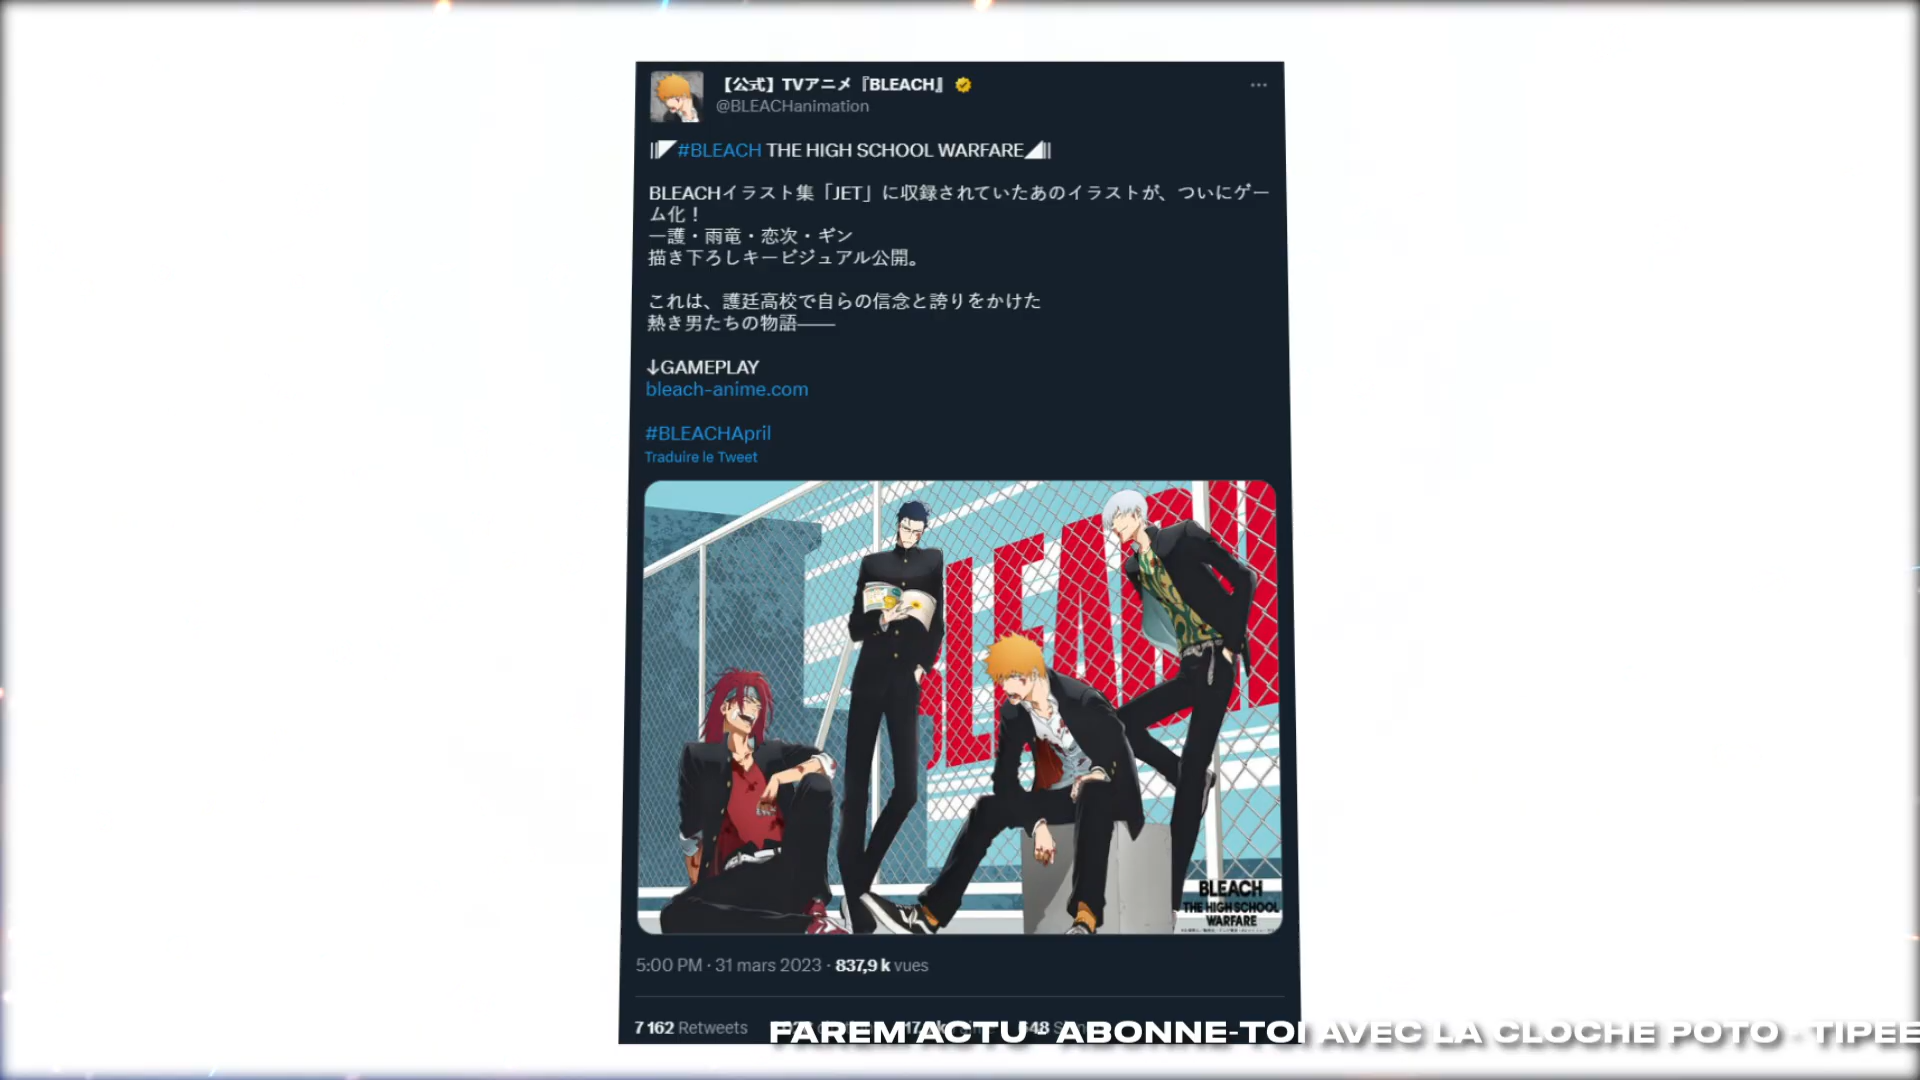 【公式】TVアニメ『BLEACH』
@BLEACHanimation
#BLEACH THE HIGH SCHOOL WARFARE
BLEACHイラスト集「JET」に収録されていたあのイラストが、ついにゲー
ム化！
一護・雨竜・恋次・ギン
描き下ろしキービジュアル公開。
これは、護廷高校で自らの信念と誇りをかけた
熱き男たちの物語——
↓GAMEPLAY
bleach-anime.com
#BLEACHApril
Traduire le Tweet
BLEACH
BLEACH
THE HIGH SCHOOL
WARFARE
5:00 PM · 31 mars 2023 · 837,9 k vues
7 162 Retweets
FAREM ACTU - ABONNE-TOI AVEC LA CLOCHE POTO - TIPEE